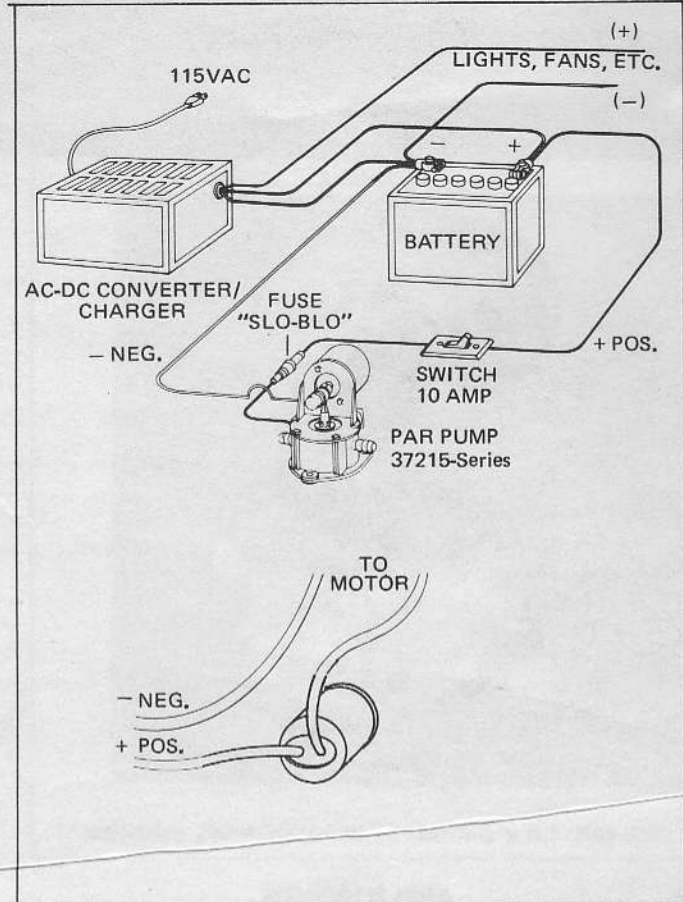 (+)
LIGHTS, FANS, ETC.
(−)
115VAC
− +
BATTERY
AC-DC CONVERTER/
CHARGER
FUSE
"SLO-BLO"
− NEG.
+ POS.
SWITCH
10 AMP
PAR PUMP
37215-Series
TO
MOTOR
− NEG.
+ POS.